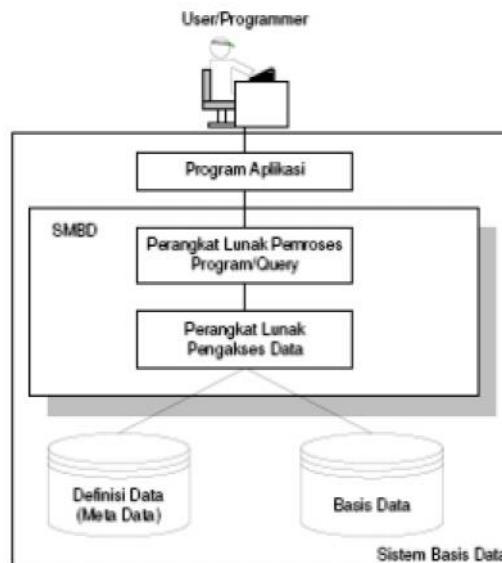 User/Programmer
Program Aplikasi
SMBD
Perangkat Lunak Pemroses
Program/Query
Perangkat Lunak
Pengakses Data
Definisi Data
(Meta Data)
Basis Data
Sistem Basis Data